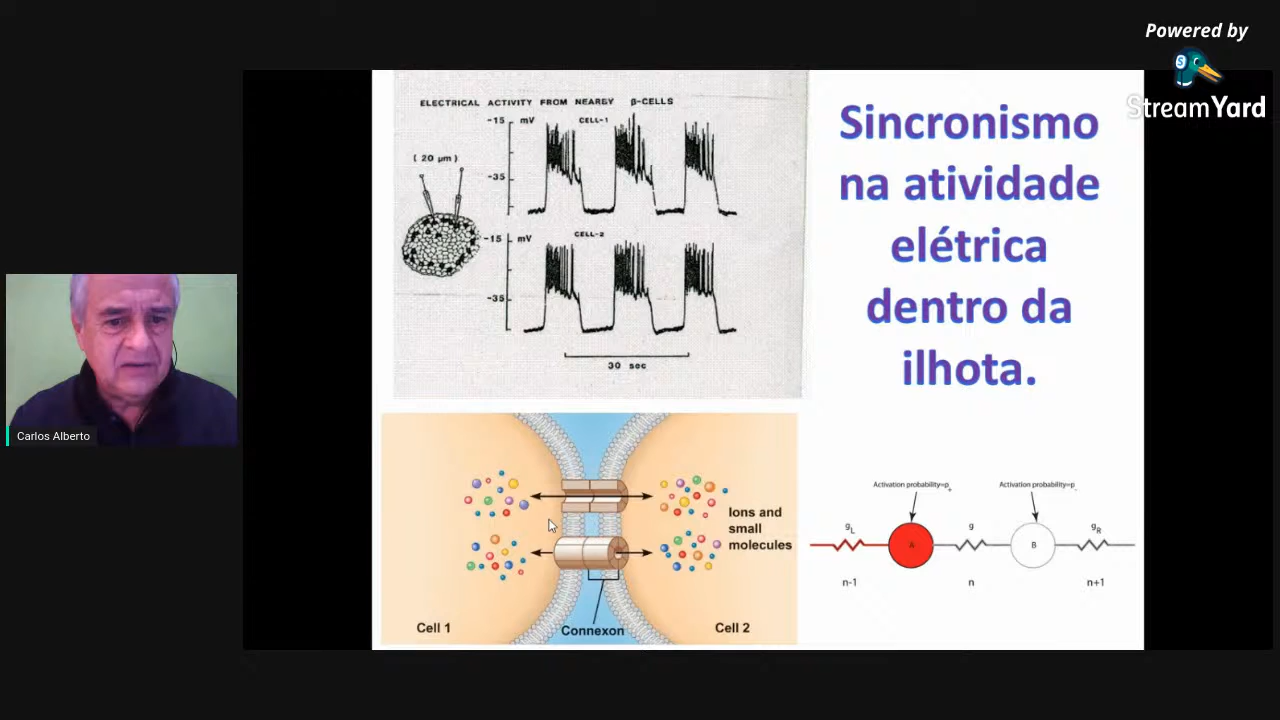 Powered by
StreamYard
ELECTRICAL ACTIVITY FROM NEARBY β-CELLS
-15 mV CELL-1
( 20 μm )
-35
-15 mV CELL-2
-35
30 sec
Sincronismo
na atividade
elétrica
dentro da
ilhota.
Carlos Alberto
Ions and
small
molecules
Cell 1
Connexon
Cell 2
Activation probability=p+
Activation probability=p-
gL
g
gR
A
B
n-1
n
n+1